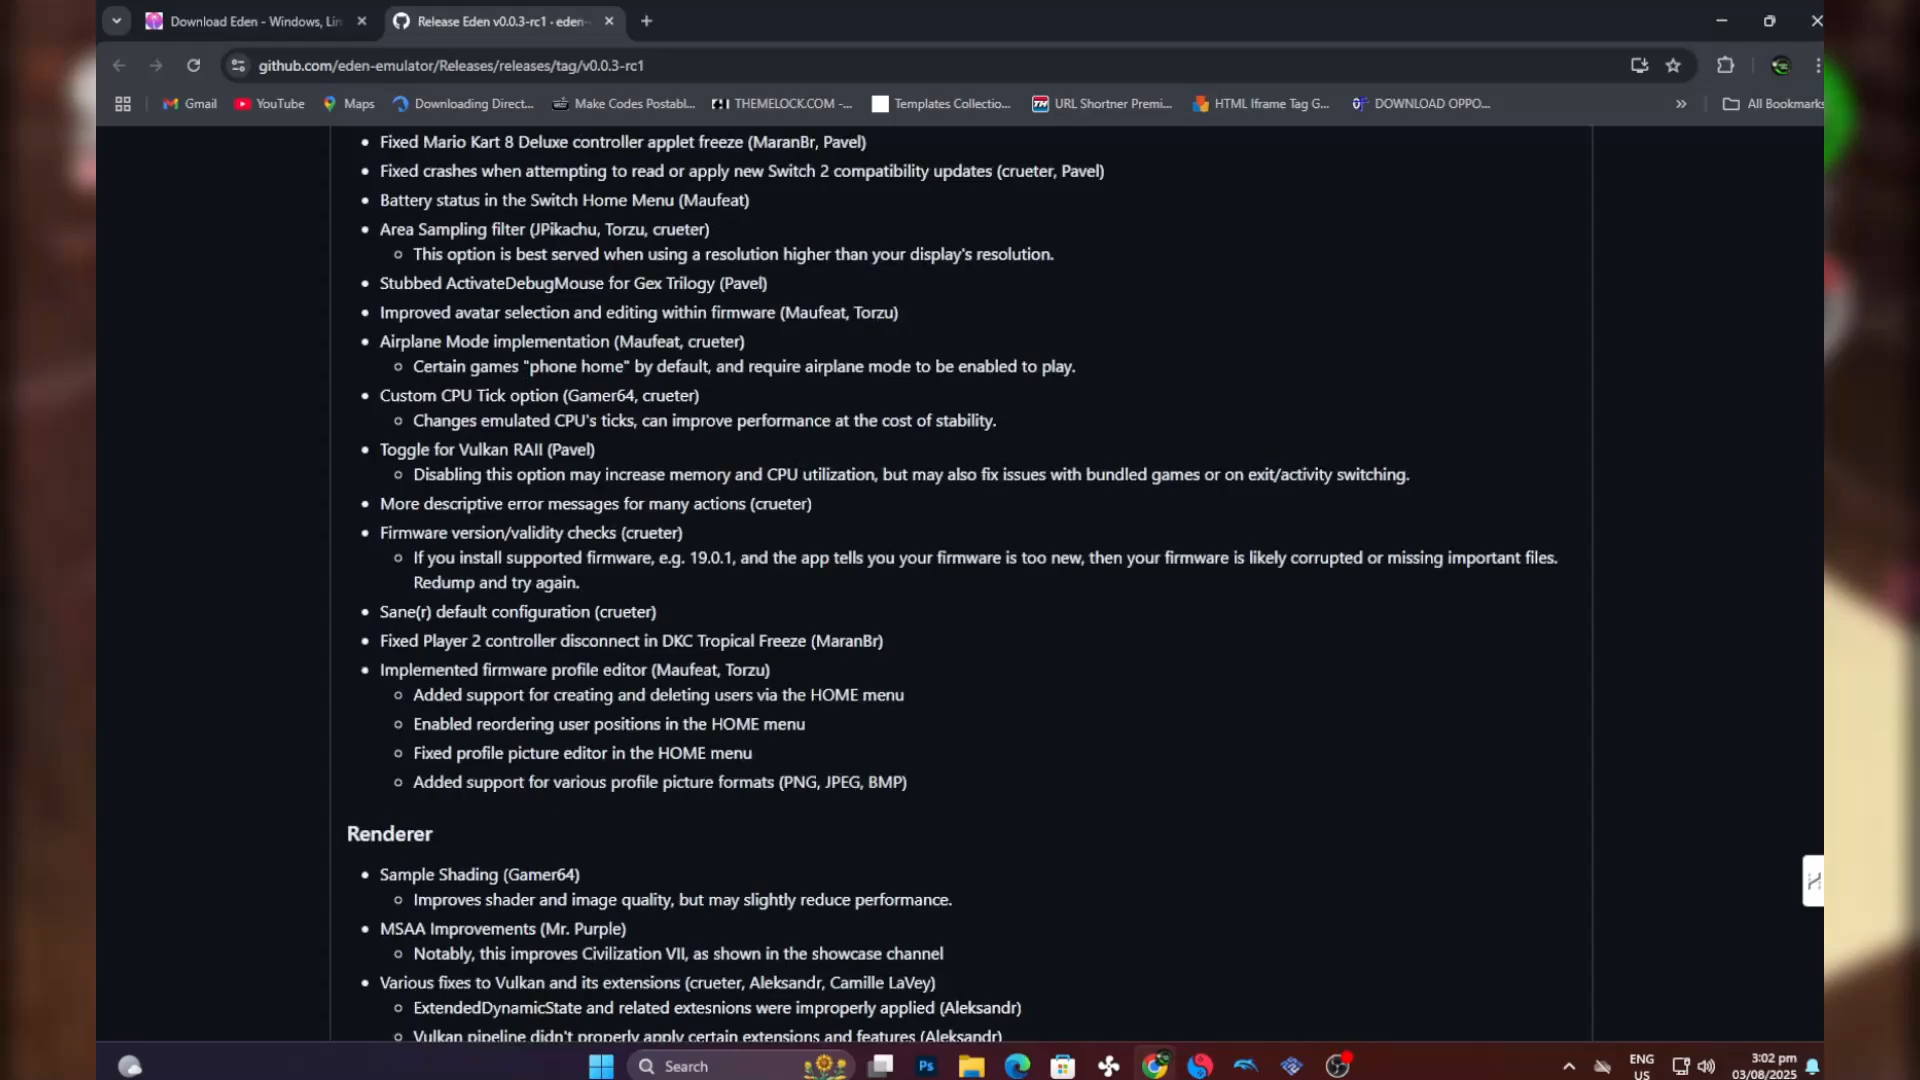 Download Eden - Windows, Lin
Release Eden v0.0.3-rc1 · eden-
github.com/eden-emulator/Releases/releases/tag/v0.0.3-rc1
Gmail
YouTube
Maps
Downloading Direct...
Make Codes Postabl...
THEMELOCK.COM -...
Templates Collectio...
URL Shortner Premi...
HTML Iframe Tag G...
DOWNLOAD OPPO...
»
All Bookmarks
• Fixed Mario Kart 8 Deluxe controller applet freeze (MaranBr, Pavel)
• Fixed crashes when attempting to read or apply new Switch 2 compatibility updates (crueter, Pavel)
• Battery status in the Switch Home Menu (Maufeat)
• Area Sampling filter (JPikachu, Torzu, crueter)
○ This option is best served when using a resolution higher than your display's resolution.
• Stubbed ActivateDebugMouse for Gex Trilogy (Pavel)
• Improved avatar selection and editing within firmware (Maufeat, Torzu)
• Airplane Mode implementation (Maufeat, crueter)
○ Certain games "phone home" by default, and require airplane mode to be enabled to play.
• Custom CPU Tick option (Gamer64, crueter)
○ Changes emulated CPU's ticks, can improve performance at the cost of stability.
• Toggle for Vulkan RAII (Pavel)
○ Disabling this option may increase memory and CPU utilization, but may also fix issues with bundled games or on exit/activity switching.
• More descriptive error messages for many actions (crueter)
• Firmware version/validity checks (crueter)
○ If you install supported firmware, e.g. 19.0.1, and the app tells you your firmware is too new, then your firmware is likely corrupted or missing important files.
Redump and try again.
• Sane(r) default configuration (crueter)
• Fixed Player 2 controller disconnect in DKC Tropical Freeze (MaranBr)
• Implemented firmware profile editor (Maufeat, Torzu)
○ Added support for creating and deleting users via the HOME menu
○ Enabled reordering user positions in the HOME menu
○ Fixed profile picture editor in the HOME menu
○ Added support for various profile picture formats (PNG, JPEG, BMP)
Renderer
• Sample Shading (Gamer64)
○ Improves shader and image quality, but may slightly reduce performance.
• MSAA Improvements (Mr. Purple)
○ Notably, this improves Civilization VII, as shown in the showcase channel
• Various fixes to Vulkan and its extensions (crueter, Aleksandr, Camille LaVey)
○ ExtendedDynamicState and related extesnions were improperly applied (Aleksandr)
○ Vulkan pipeline didn't properly apply certain extensions and features (Aleksandr)
Search
Ps
ENG
US
3:02 pm
03/08/2025